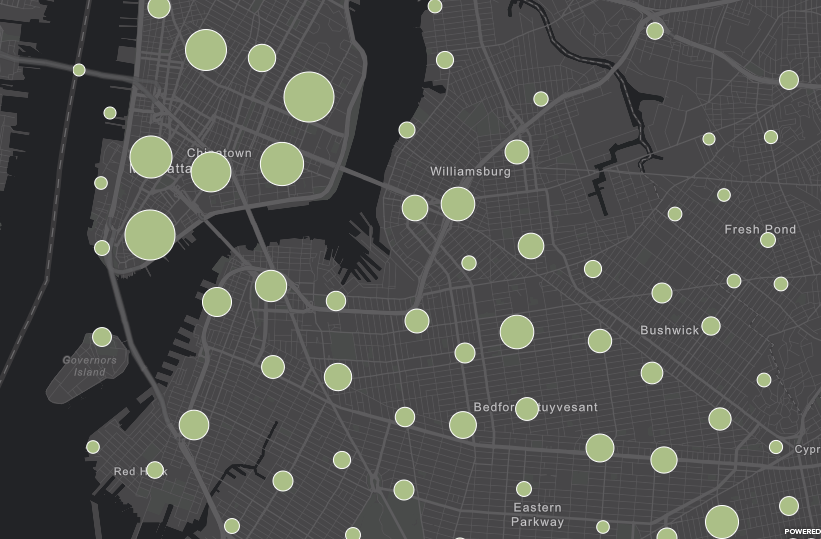 Chinatown
Manhattan
Williamsburg
Fresh Pond
Bushwick
Governors
Island
Bedford-Stuyvesant
Red Hook
Cypr
Eastern
Parkway
POWERED